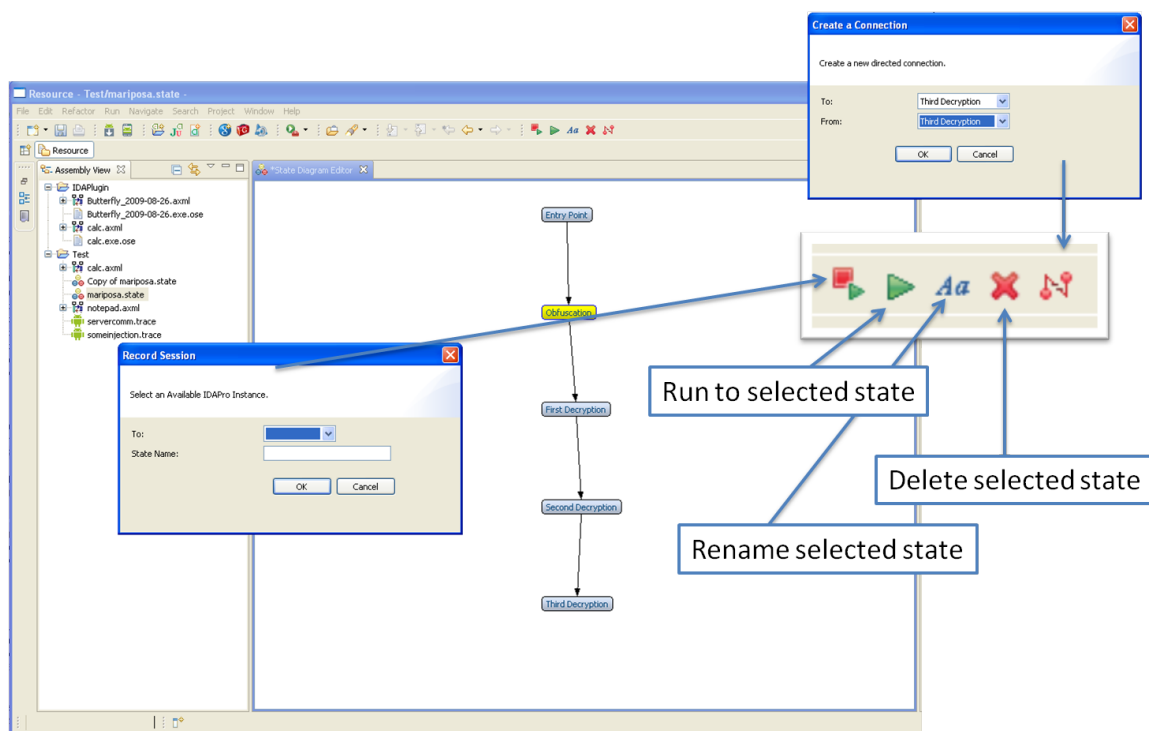 Create a Connection
Create a new directed connection.
To: Third Decryption
From: Third Decryption
OK Cancel
Resource - Test/mariposa.state -
File Edit Refactor Run Navigate Search Project Window Help
Aa
Resource
Assembly View
*State Diagram Editor
IDAPlugin
Butterfly_2009-08-26.axml
Butterfly_2009-08-26.exe.ose
calc.axml
calc.exe.ose
Test
calc.axml
Copy of mariposa.state
mariposa.state
notepad.axml
servercomm.trace
someinjection.trace
Entry Point
Obfuscation
First Decryption
Second Decryption
Third Decryption
Record Session
Select an Available IDAPro Instance.
To:
State Name:
OK Cancel
Aa
Run to selected state
Delete selected state
Rename selected state